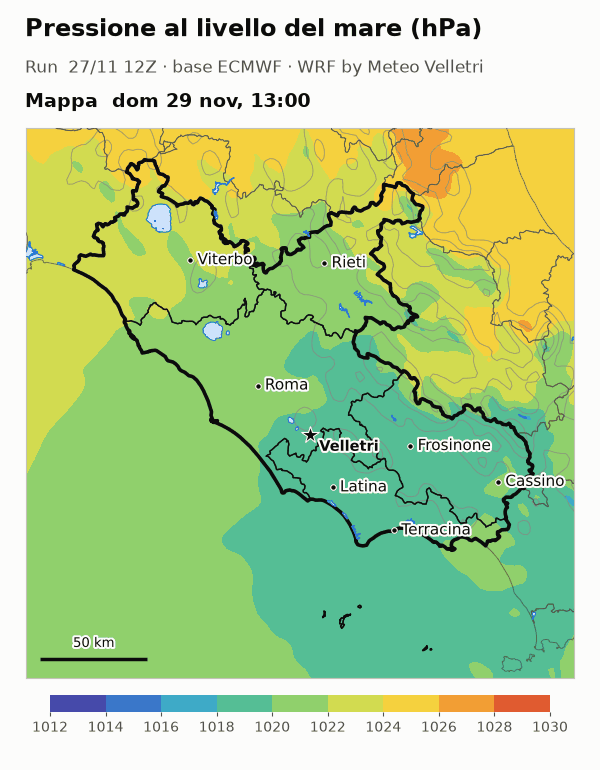 Pressione al livello del mare (hPa)
Run  27/11 12Z · base ECMWF · WRF by Meteo Velletri
Mappa  dom 29 nov, 13:00
Viterbo
Rieti
Roma
Velletri
Frosinone
Cassino
Latina
Terracina
50 km
1012 1014 1016 1018 1020 1022 1024 1026 1028 1030